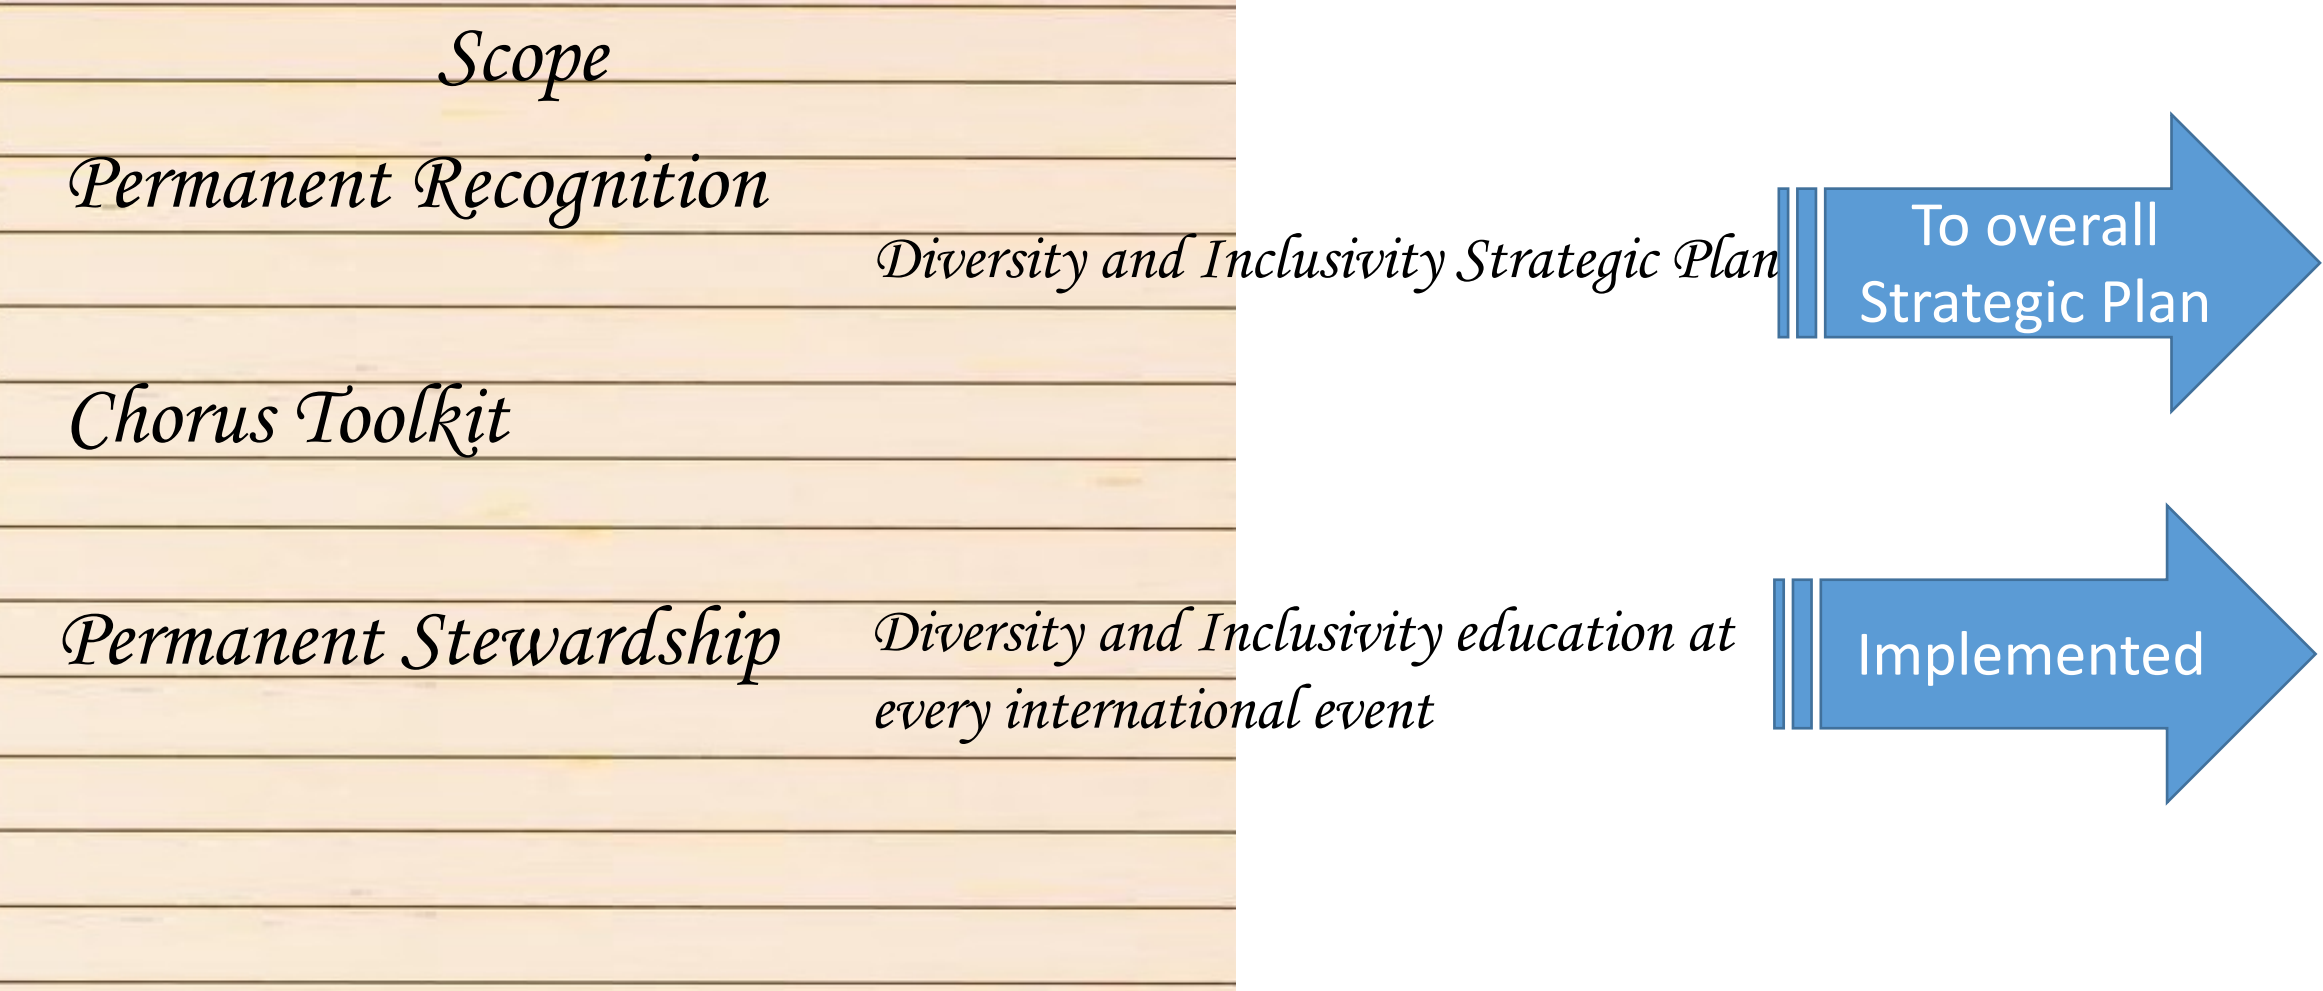 Scope
Permanent Recognition
Diversity and Inclusivity Strategic Plan
To overall
Strategic Plan
Chorus Toolkit
Permanent Stewardship
Diversity and Inclusivity education at
every international event
Implemented